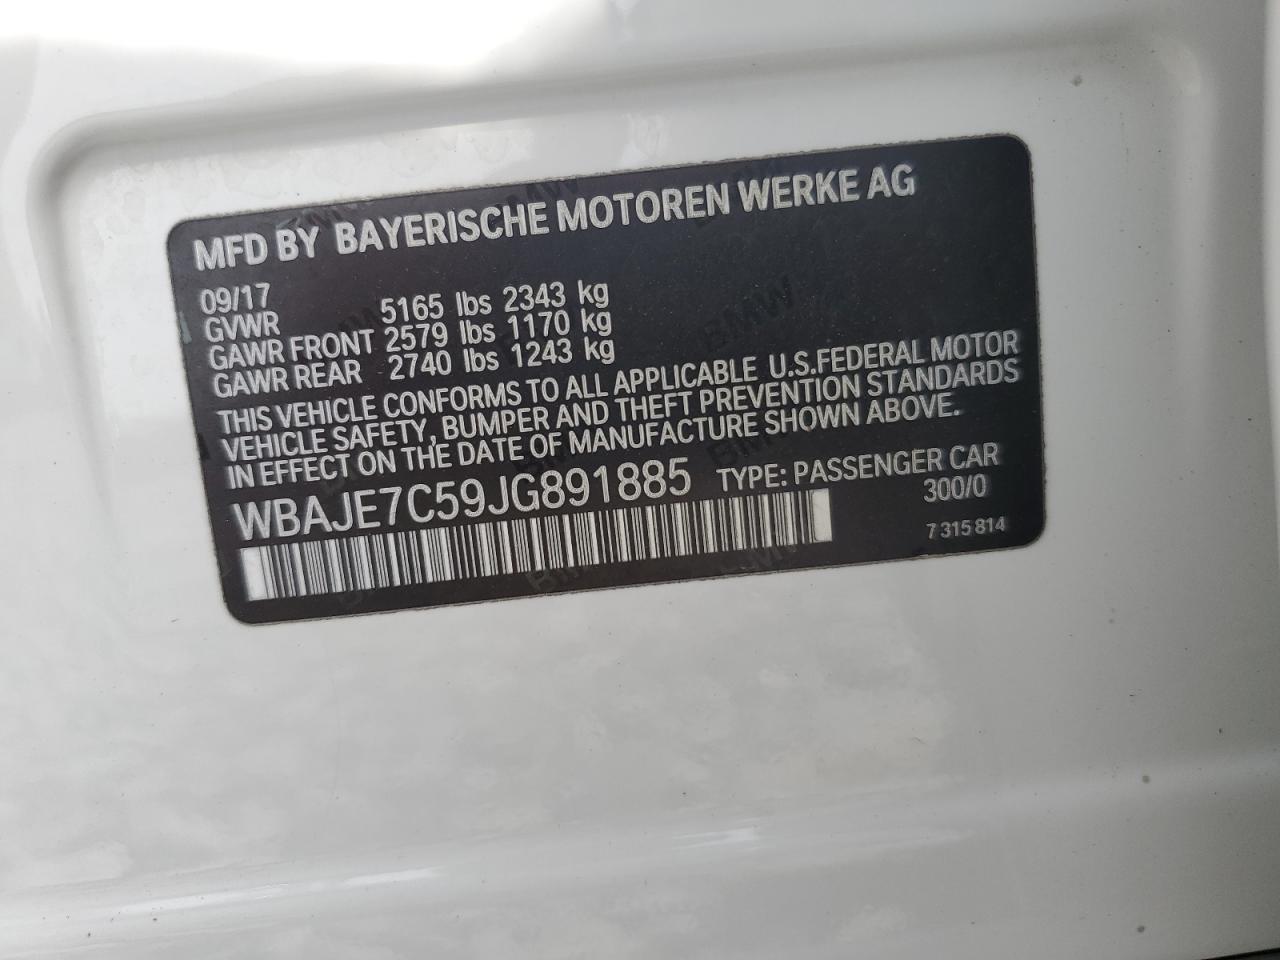 MFD BY BAYERISCHE MOTOREN WERKE AG
09/17
GVWR 5165 lbs 2343 kg
GAWR FRONT 2579 lbs 1170 kg
GAWR REAR 2740 lbs 1243 kg
THIS VEHICLE CONFORMS TO ALL APPLICABLE U.S.FEDERAL MOTOR
VEHICLE SAFETY, BUMPER AND THEFT PREVENTION STANDARDS
IN EFFECT ON THE DATE OF MANUFACTURE SHOWN ABOVE.
WBAJE7C59JG891885 TYPE: PASSENGER CAR
300/0
7 315 814